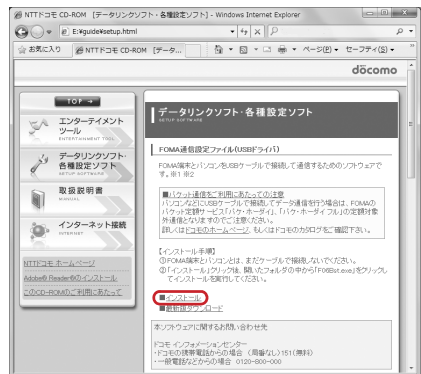 NTTドコモ CD-ROM [データリンクソフト・各種設定ソフト] - Windows Internet Explorer
E:¥guide¥setup.html
お気に入り
NTTドコモ CD-ROM [データ...
ページ(P)
セーフティ(S)
döcomo
TOP
エンターテイメントツール
ENTERTAINMENT TOOL
データリンクソフト・各種設定ソフト
SETUP SOFTWARE
取扱説明書
MANUAL
インターネット接続
INTERNET
NTTドコモ ホームページ
Adobe® Reader®のインストール
このCD-ROMのご利用にあたって
データリンクソフト・各種設定ソフト
SETUP SOFTWARE
FOMA通信設定ファイル(USBドライバ)
FOMA端末とパソコンをUSBケーブルで接続して通信するためのソフトウェアで
す。※1 ※2
■パケット通信をご利用にあたっての注意
パソコンなどにUSBケーブルで接続してデータ通信を行う場合は、FOMAの
パケット定額サービス「パケ・ホーダイ」、「パケ・ホーダイ フル」の定額対象
外通信となりますのでご注意ください。
詳しくはドコモのホームページ、もしくはドコモのカタログをご確認下さい。
【インストール手順】
①FOMA端末とパソコンとは、まだケーブルで接続しないでください。
②「インストール」クリック後、開いたフォルダの中から「F06Bst.exe」をクリックし
てインストールを実行してください。
■インストール
■最新版ダウンロード
本ソフトウェアに関するお問い合わせ先
ドコモ インフォメーションセンター
・ドコモの携帯電話からの場合 (局番なし)151(無料)
・一般電話などからの場合 0120-800-000